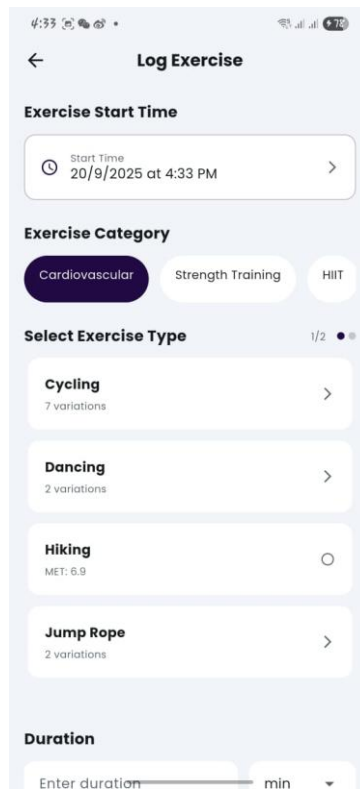 4:33
78
Log Exercise
Exercise Start Time
Start Time
20/9/2025 at 4:33 PM
Exercise Category
Cardiovascular
Strength Training
HIIT
Select Exercise Type
1/2
Cycling
7 variations
Dancing
2 variations
Hiking
MET: 6.9
Jump Rope
2 variations
Duration
Enter duration
min